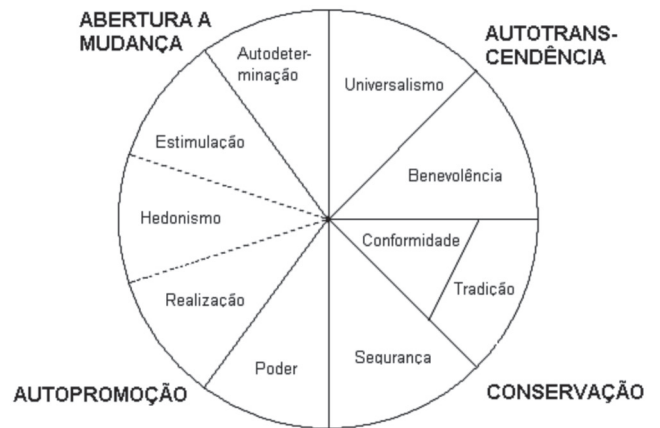 ABERTURA A
MUDANÇA
AUTOTRANS-
CENDÊNCIA
Autodeter-
minação
Universalismo
Estimulação
Benevolência
Hedonismo
Conformidade
Tradição
Realização
Segurança
Poder
AUTOPROMOÇÃO
CONSERVAÇÃO